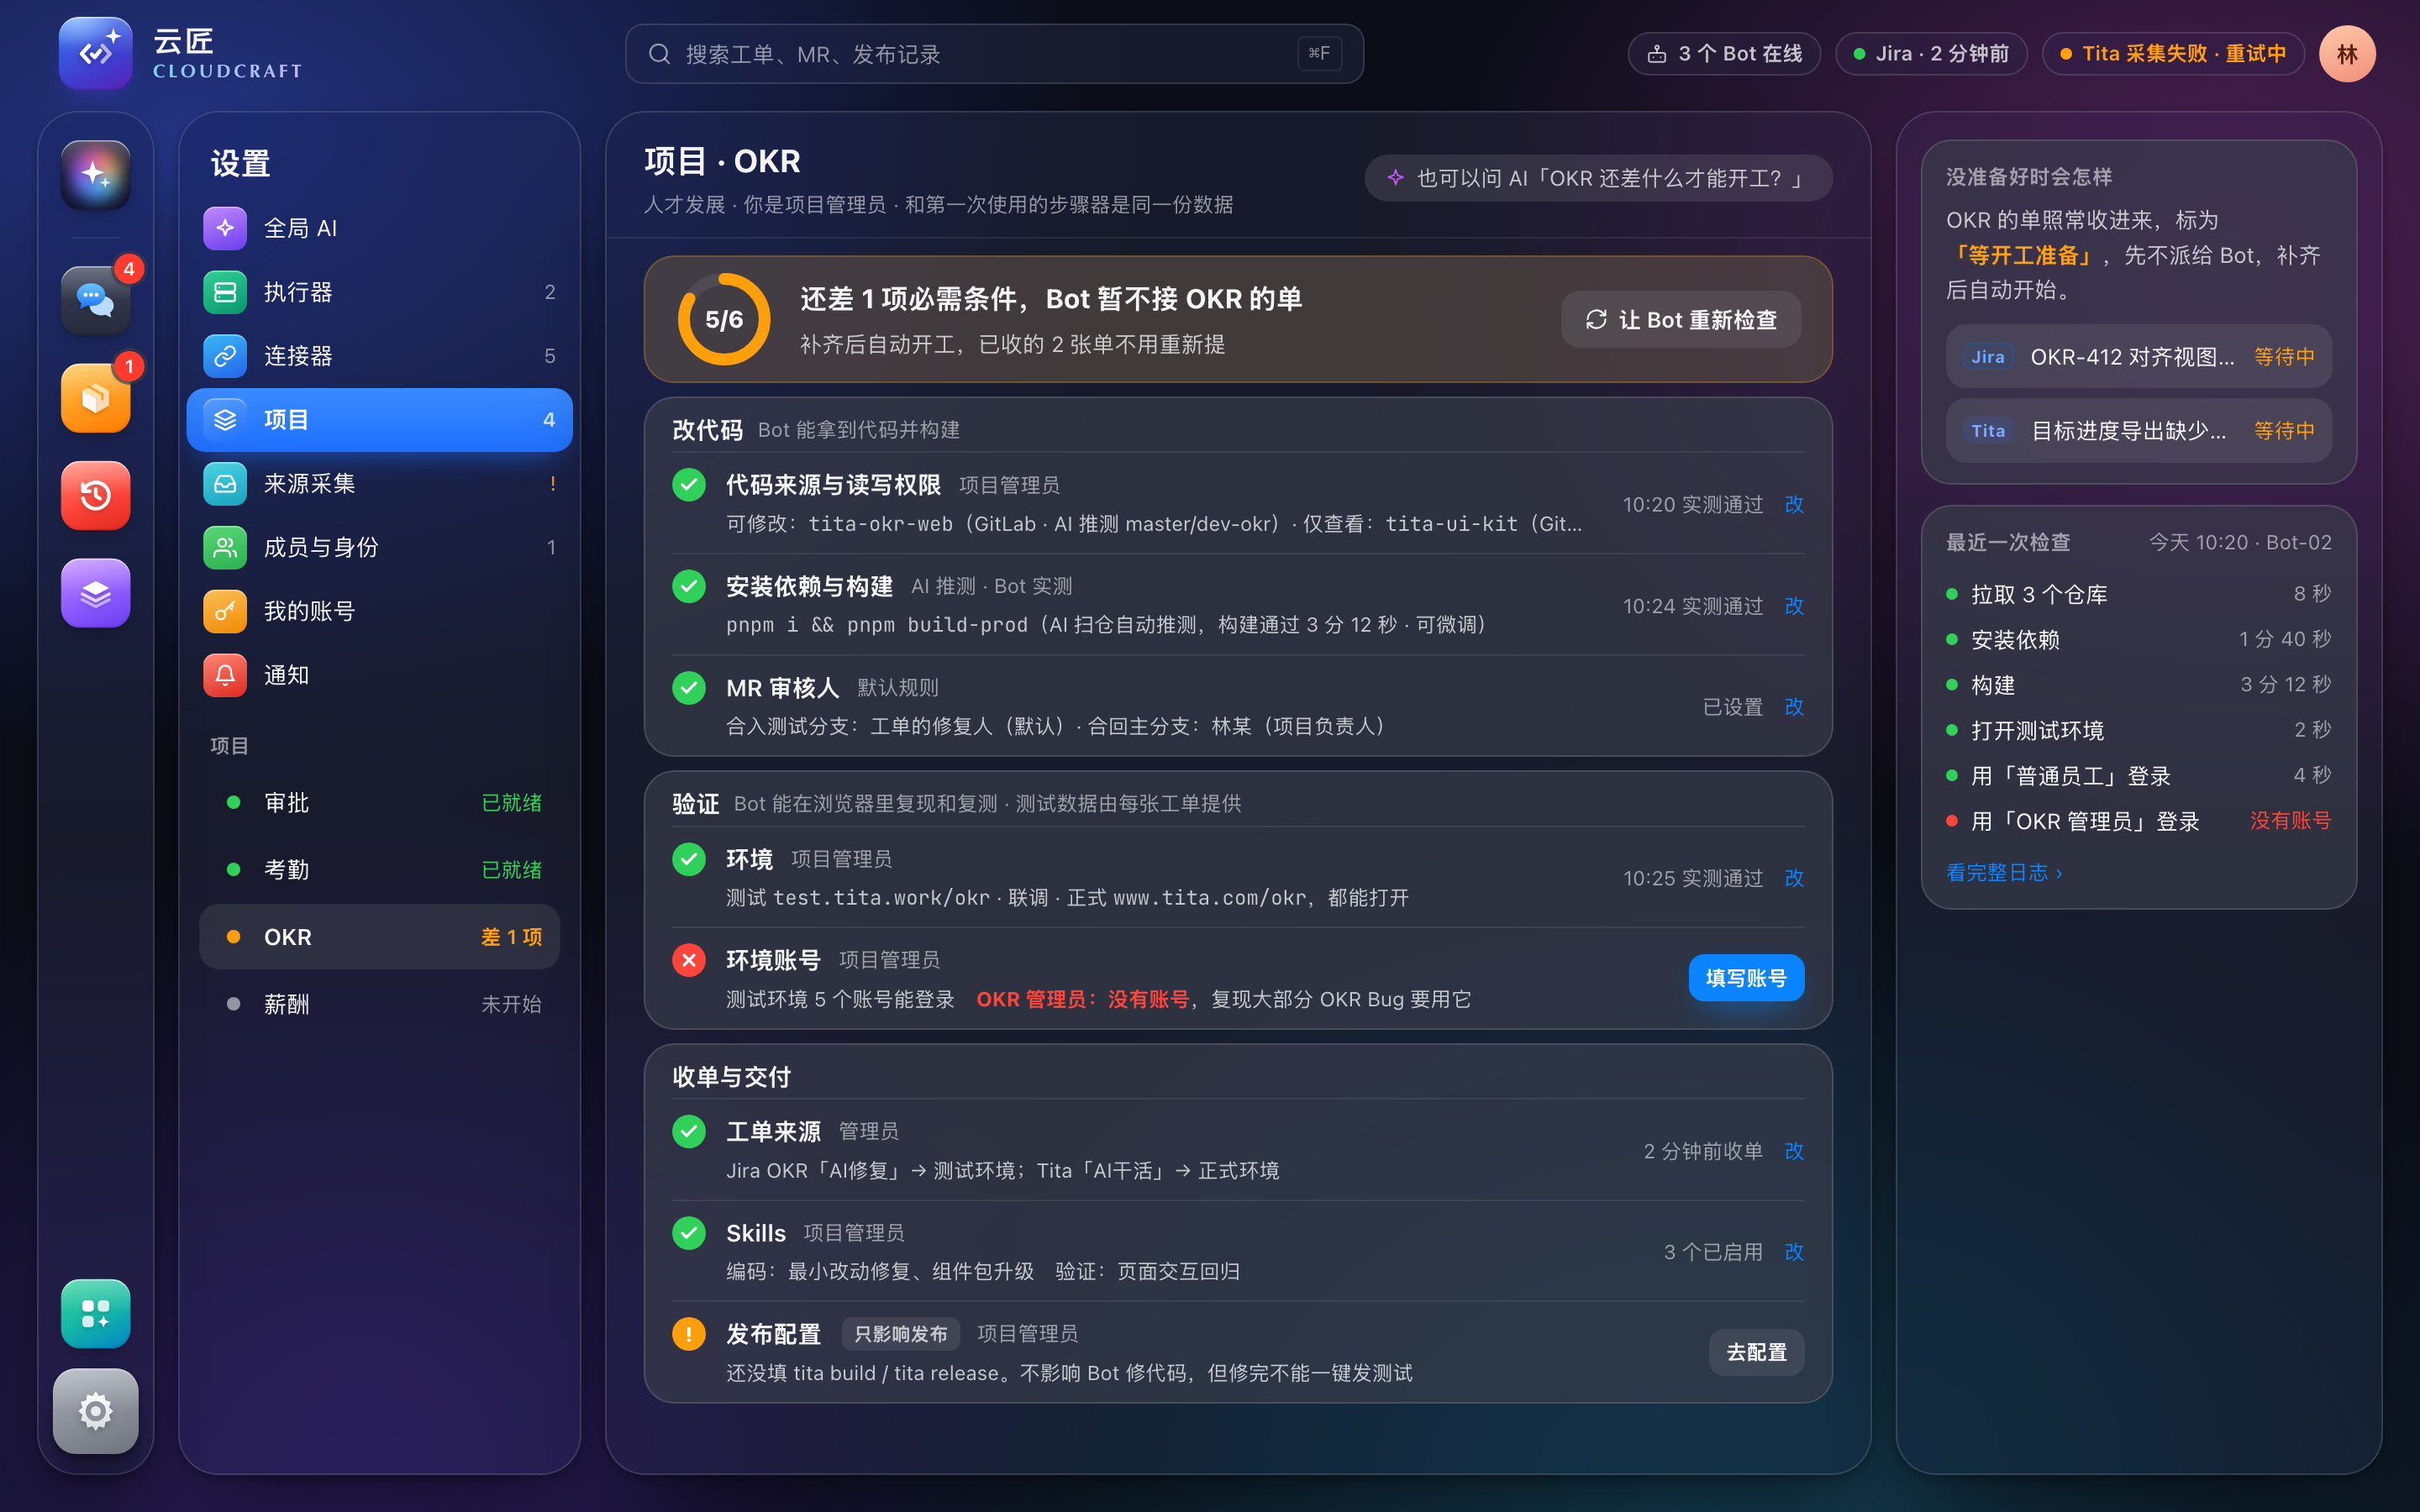 云匠
CLOUDCRAFT
搜索工单、MR、发布记录
⌘F
3 个 Bot 在线
Jira · 2 分钟前
Tita 采集失败 · 重试中
林
4
1
设置
全局 AI
执行器 2
连接器 5
项目 4
来源采集 !
成员与身份 1
我的账号
通知
项目
审批 已就绪
考勤 已就绪
OKR 差 1 项
薪酬 未开始
项目 · OKR
人才发展 · 你是项目管理员 · 和第一次使用的步骤器是同一份数据
也可以问 AI「OKR 还差什么才能开工？」
5/6
还差 1 项必需条件，Bot 暂不接 OKR 的单
补齐后自动开工，已收的 2 张单不用重新提
让 Bot 重新检查
改代码 Bot 能拿到代码并构建
代码来源与读写权限 项目管理员
可修改：tita-okr-web（GitLab · AI 推测 master/dev-okr）· 仅查看：tita-ui-kit（Git...
10:20 实测通过 改
安装依赖与构建 AI 推测 · Bot 实测
pnpm i && pnpm build-prod（AI 扫仓自动推测，构建通过 3 分 12 秒 · 可微调）
10:24 实测通过 改
MR 审核人 默认规则
合入测试分支：工单的修复人（默认）· 合回主分支：林某（项目负责人）
已设置 改
验证 Bot 能在浏览器里复现和复测 · 测试数据由每张工单提供
环境 项目管理员
测试 test.tita.work/okr · 联调 · 正式 www.tita.com/okr，都能打开
10:25 实测通过 改
环境账号 项目管理员
测试环境 5 个账号能登录 OKR 管理员：没有账号，复现大部分 OKR Bug 要用它
填写账号
收单与交付
工单来源 管理员
Jira OKR「AI修复」→ 测试环境；Tita「AI干活」→ 正式环境
2 分钟前收单 改
Skills 项目管理员
编码：最小改动修复、组件包升级 验证：页面交互回归
3 个已启用 改
发布配置 只影响发布 项目管理员
还没填 tita build / tita release。不影响 Bot 修代码，但修完不能一键发测试
去配置
没准备好时会怎样
OKR 的单照常收进来，标为
「等开工准备」，先不派给 Bot，补齐
后自动开始。
Jira OKR-412 对齐视图... 等待中
Tita 目标进度导出缺少... 等待中
最近一次检查 今天 10:20 · Bot-02
拉取 3 个仓库 8 秒
安装依赖 1 分 40 秒
构建 3 分 12 秒
打开测试环境 2 秒
用「普通员工」登录 4 秒
用「OKR 管理员」登录 没有账号
看完整日志 ›